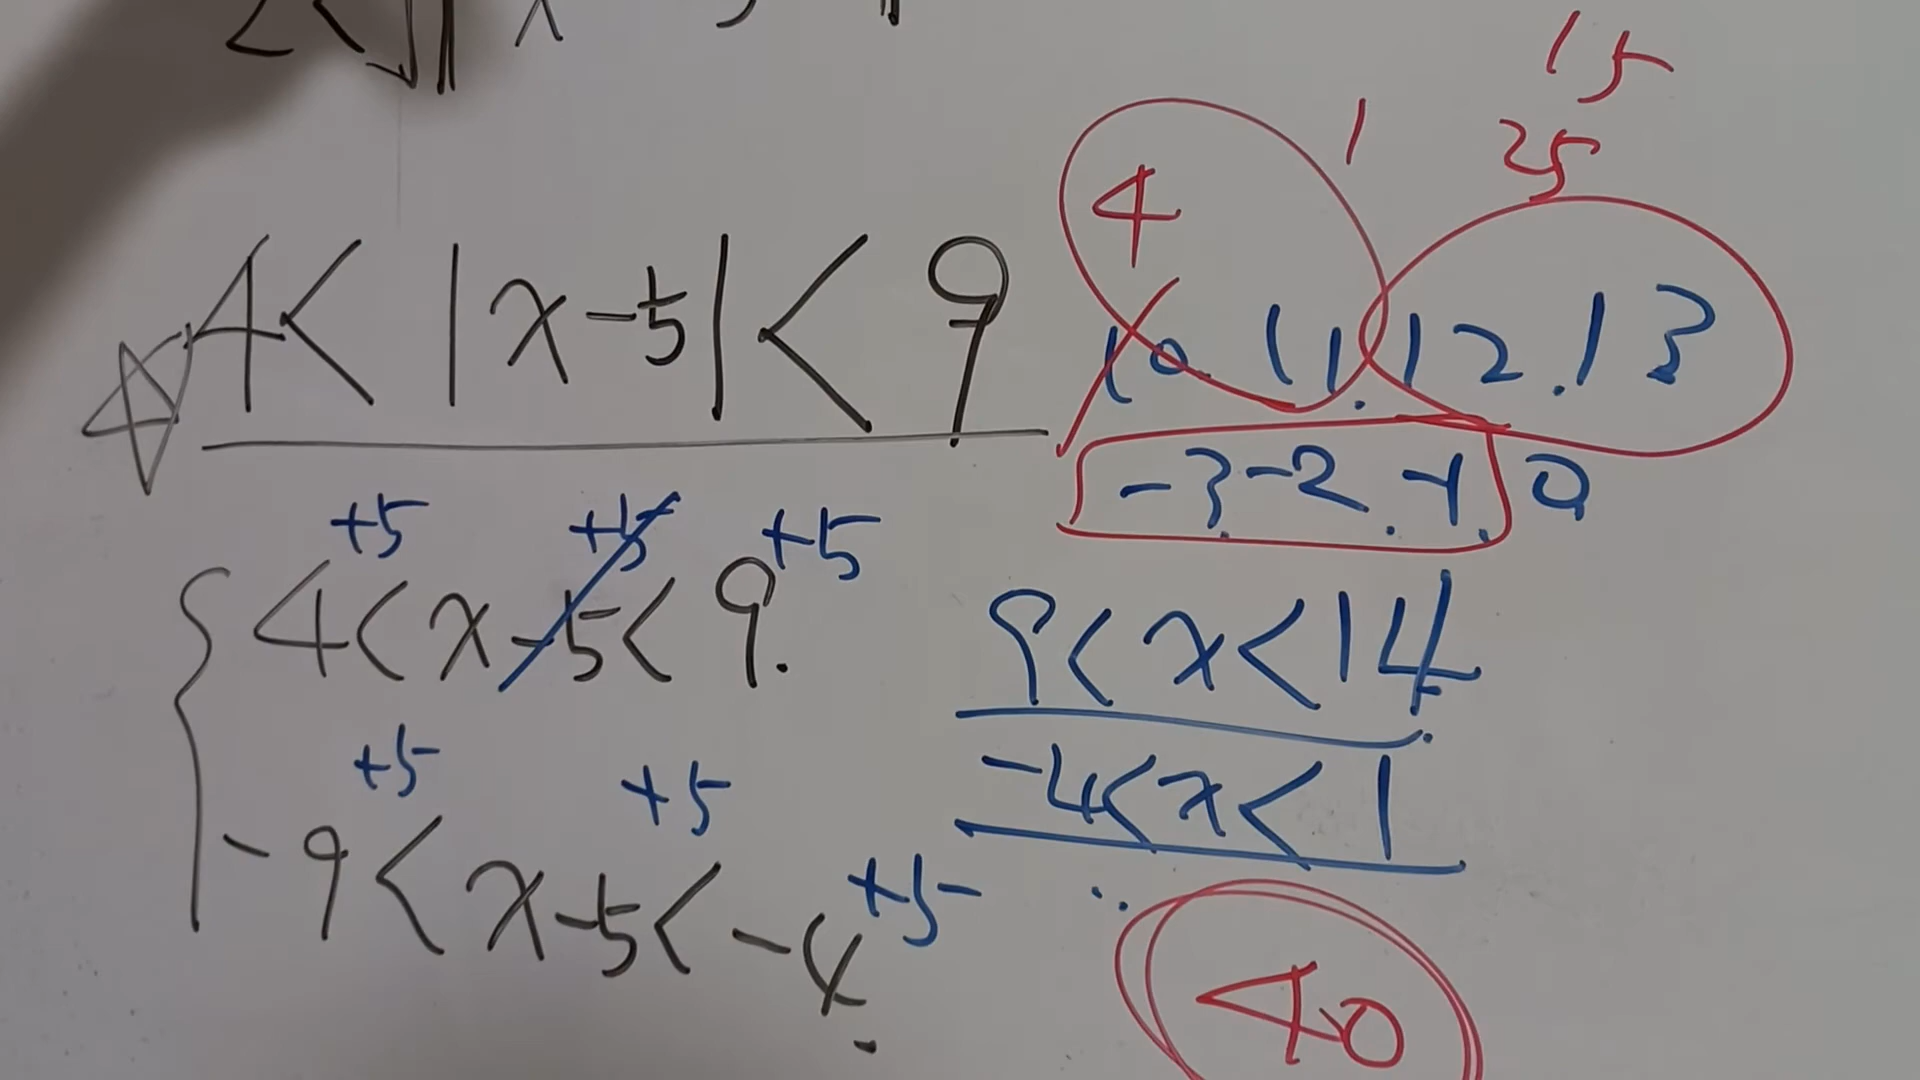 15
1
25
4
4<|x-5|<9
10.11.12.13
-3.-2.-1.0
+5 +5 +5
4<x-5<9.
9<x<14
+5 +5 +5
-9<x-5<-4
-4<x<1
40